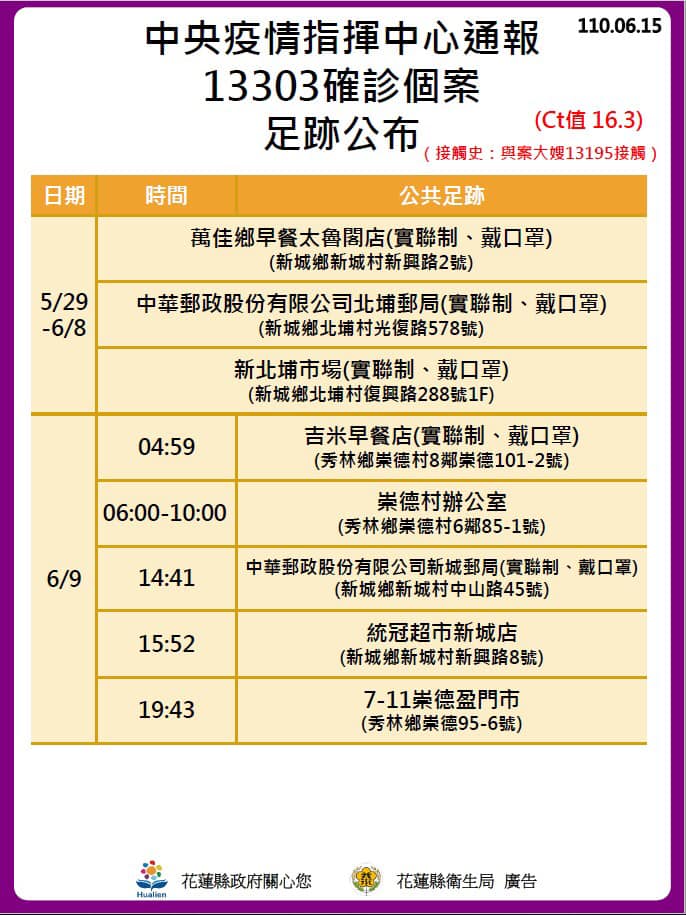 110.06.15
中央疫情指揮中心通報
13303確診個案
足跡公布
(Ct值 16.3)
(接觸史：與案大嫂13195接觸)
日期 時間 公共足跡
5/29
-6/8
萬佳鄉早餐太魯閣店(實聯制、戴口罩)
(新城鄉新城村新興路2號)
中華郵政股份有限公司北埔郵局(實聯制、戴口罩)
(新城鄉北埔村光復路578號)
新北埔市場(實聯制、戴口罩)
(新城鄉北埔村復興路288號1F)
6/9
04:59
吉米早餐店(實聯制、戴口罩)
(秀林鄉崇德村8鄰崇德101-2號)
06:00-10:00
崇德村辦公室
(秀林鄉崇德村6鄰85-1號)
14:41
中華郵政股份有限公司新城郵局(實聯制、戴口罩)
(新城鄉新城村中山路45號)
15:52
統冠超市新城店
(新城鄉新城村新興路8號)
19:43
7-11崇德盈門市
(秀林鄉崇德95-6號)
Hualien
花蓮縣政府關心您
花蓮縣衛生局 廣告